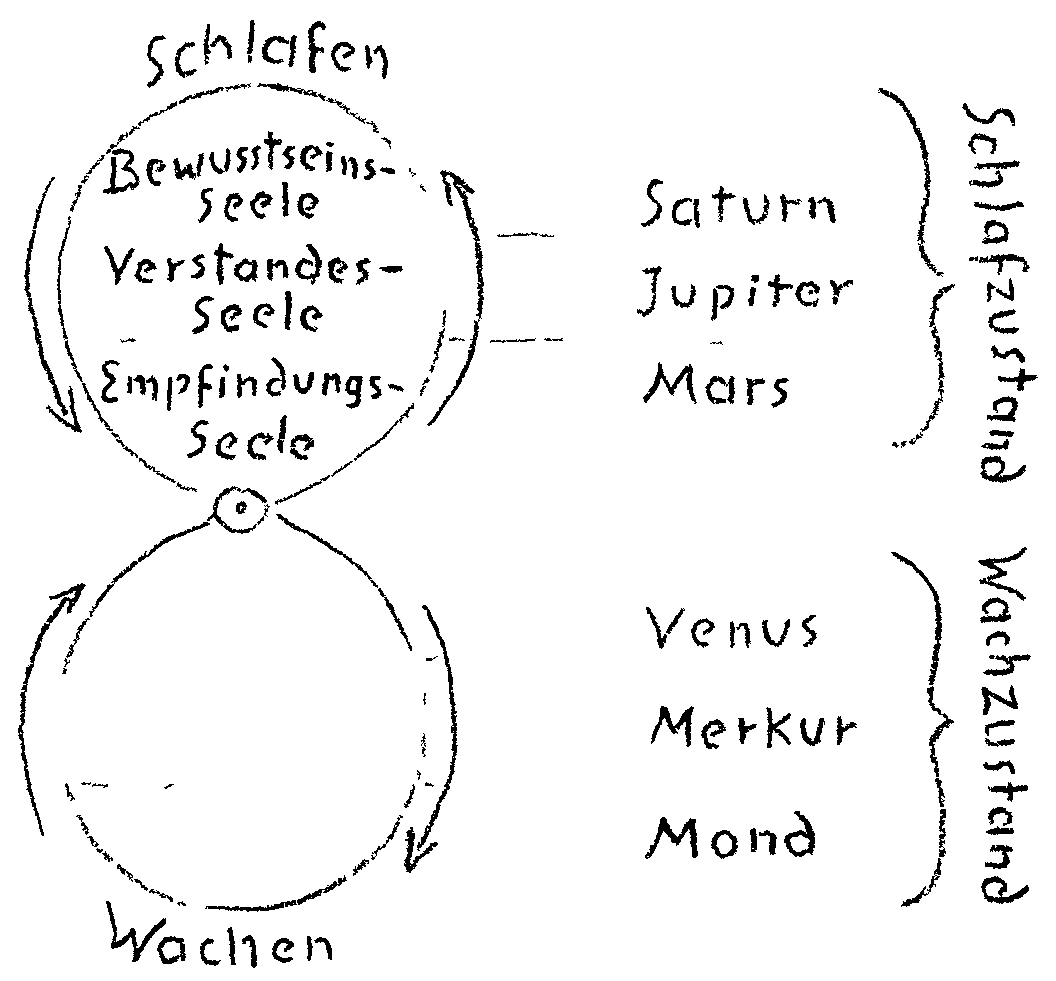 Schlafen
Bewusstseins-
seele
Verstandes-
seele
Empfindungs-
seele
Wachen
Saturn
Jupiter
Mars
Schlafzustand
Venus
Merkur
Mond
Wachzustand